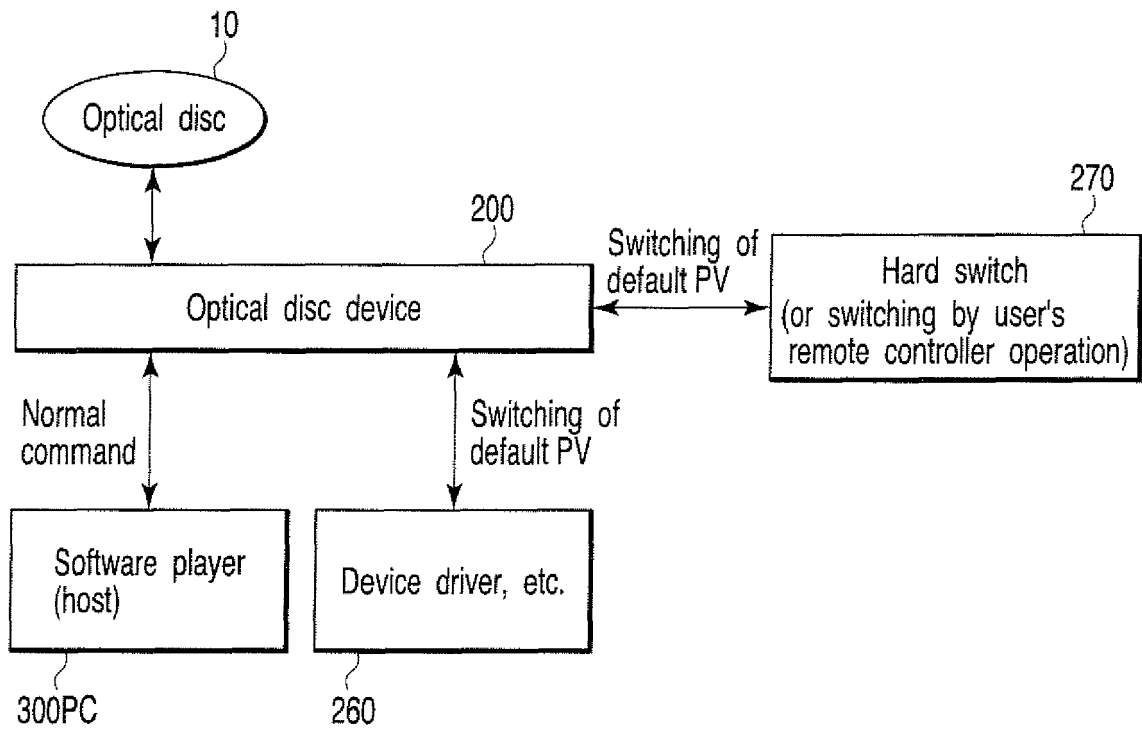 10
Optical disc
200
Optical disc device
Switching of
default PV
270
Hard switch
(or switching by user's
remote controller operation)
Normal
command
Switching of
default PV
Software player
(host)
Device driver, etc.
300PC
260